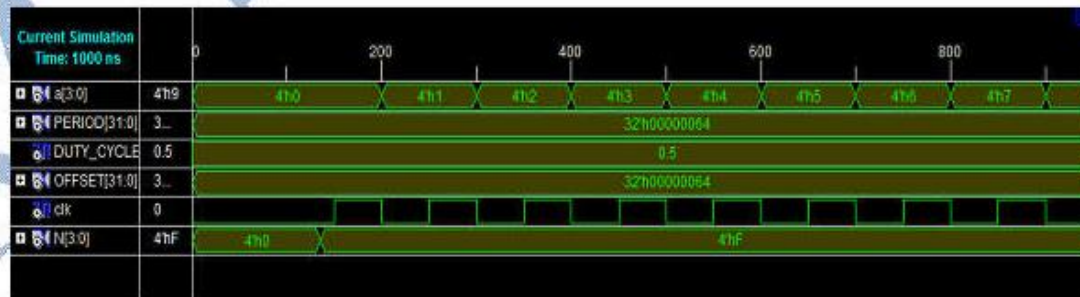 Current Simulation
Time: 1000 ns
0 200 400 600 800
a[3:0] 4'h9 4'h0 4'h1 4'h2 4'h3 4'h4 4'h5 4'h6 4'h7
PERIOD[31:0] 3... 32'h00000064
DUTY_CYCLE 0.5 0.5
OFFSET[31:0] 3... 32'h00000064
clk 0
N[3:0] 4'hF 4'h0 4'hF